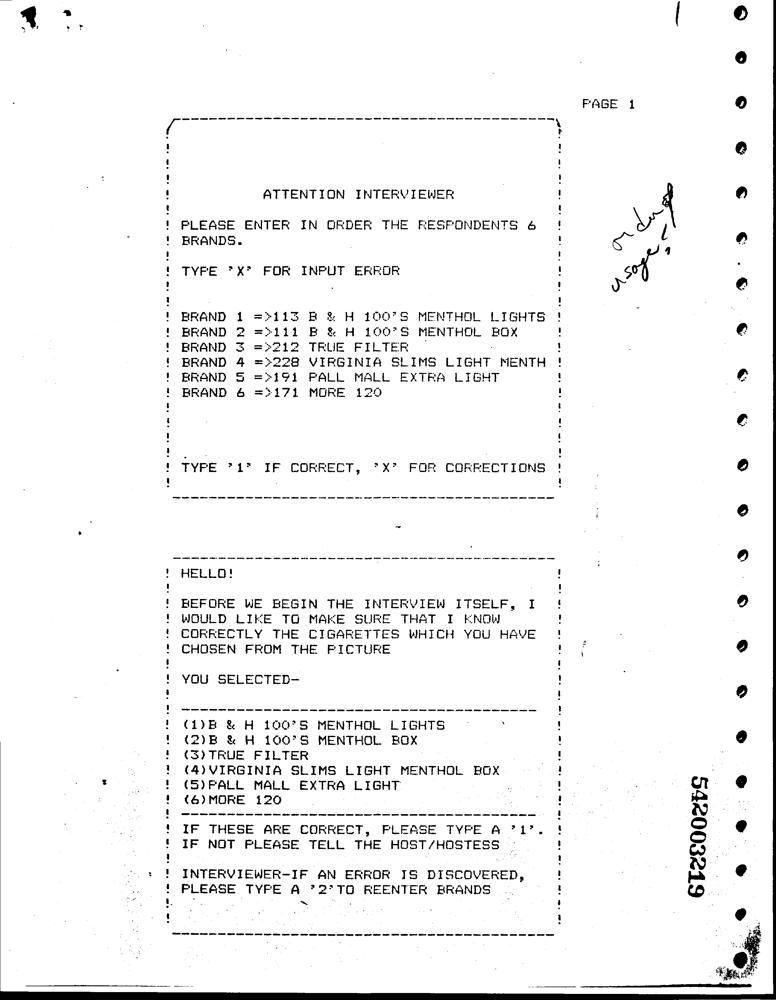 PAGE 1
ATTENTION INTERVIEWER
PLEASE ENTER IN ORDER THE RESPONDENTS 6
BRANDS.
TYPE 'X' FOR INPUT ERROR
BRAND 1 =>113 B & H 100'S MENTHOL LIGHTS
BRAND 2 =>111 B & H 100'S MENTHOL BOX
BRAND 3 =>212 TRUE FILTER
BRAND 4 =>228 VIRGINIA SLIMS LIGHT MENTH
BRAND 5 =>191 PALL MALL EXTRA LIGHT
BRAND 6 =>171 MORE 120
TYPE '1' IF CORRECT, 'X' FOR CORRECTIONS
order of
usage?
HELLO!
BEFORE WE BEGIN THE INTERVIEW ITSELF, I
WOULD LIKE TO MAKE SURE THAT I KNOW
CORRECTLY THE CIGARETTES WHICH YOU HAVE
CHOSEN FROM THE PICTURE
YOU SELECTED-
(1)B & H 100'S MENTHOL LIGHTS
(2)B & H 100'S MENTHOL BOX
(3)TRUE FILTER
(4)VIRGINIA SLIMS LIGHT MENTHOL BOX
(5)PALL MALL EXTRA LIGHT
(6)MORE 120
IF THESE ARE CORRECT, PLEASE TYPE A '1'.
IF NOT PLEASE TELL THE HOST/HOSTESS
INTERVIEWER-IF AN ERROR IS DISCOVERED,
PLEASE TYPE A '2'TO REENTER BRANDS
542003219